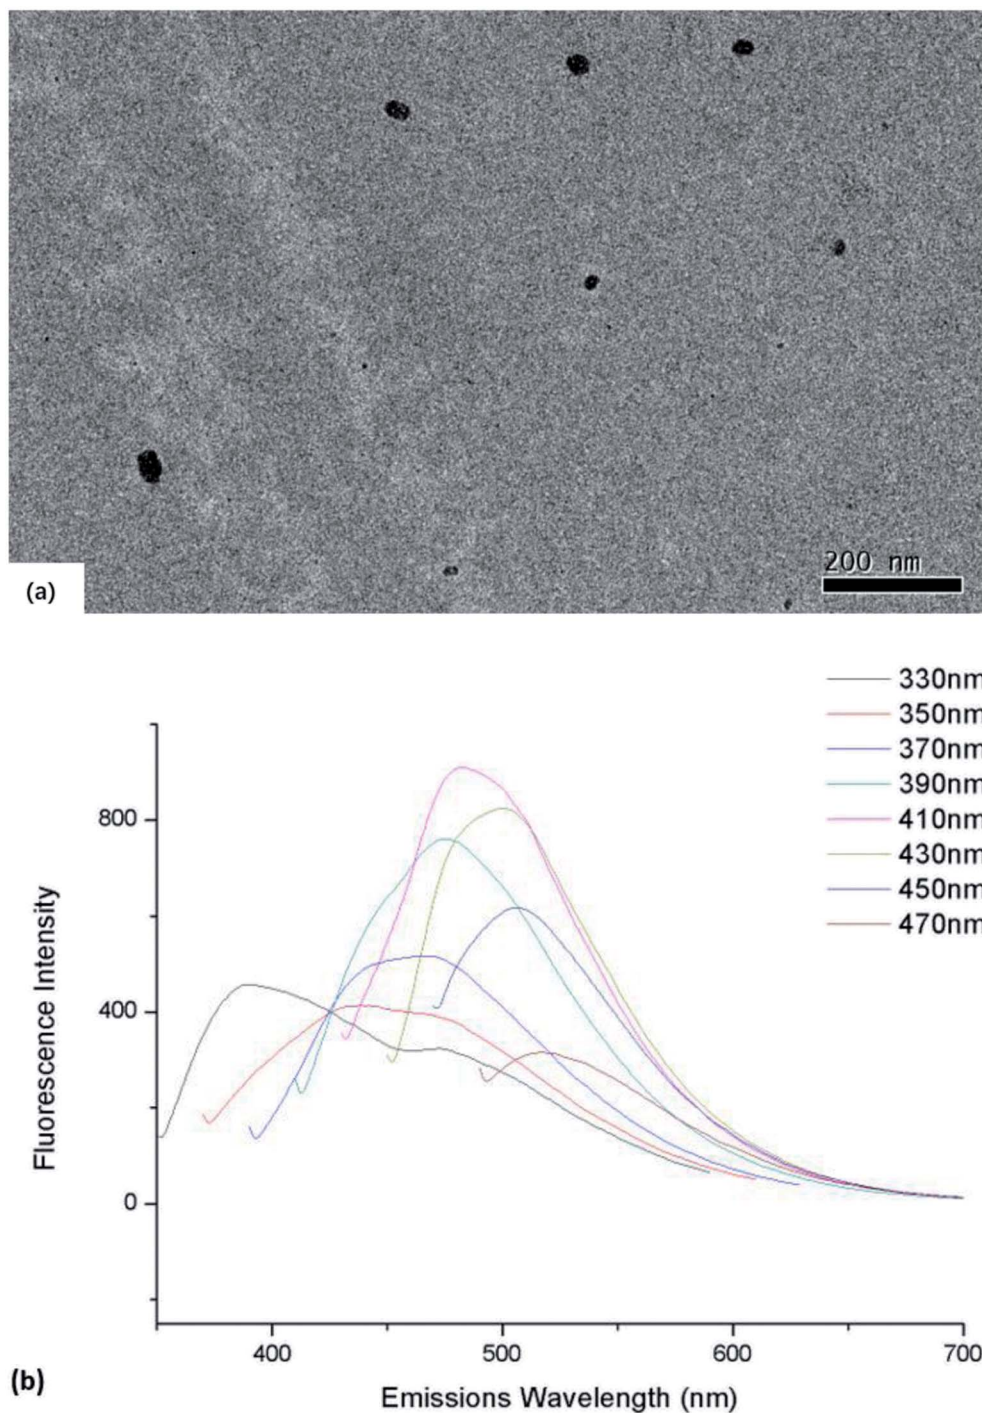 200 nm
(a)
330nm
350nm
370nm
390nm
410nm
430nm
450nm
470nm
800
400
0
Fluorescence Intensity
400 500 600 700
Emissions Wavelength (nm)
(b)